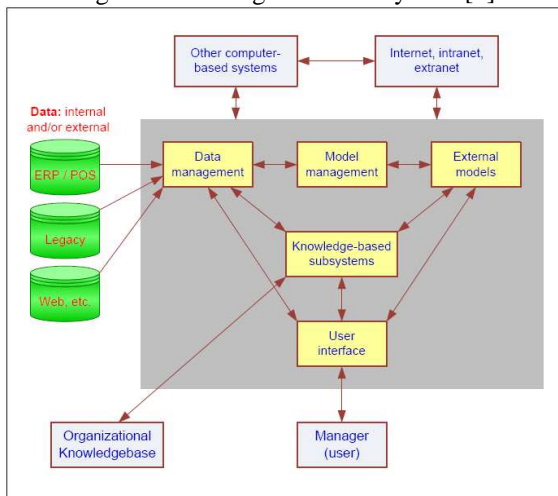 Other computer-
based systems
Internet, intranet,
extranet
Data: internal
and/or external
ERP / POS
Data
management
Model
management
External
models
Legacy
Knowledge-based
subsystems
Web, etc.
User
interface
Organizational
Knowledgebase
Manager
(user)